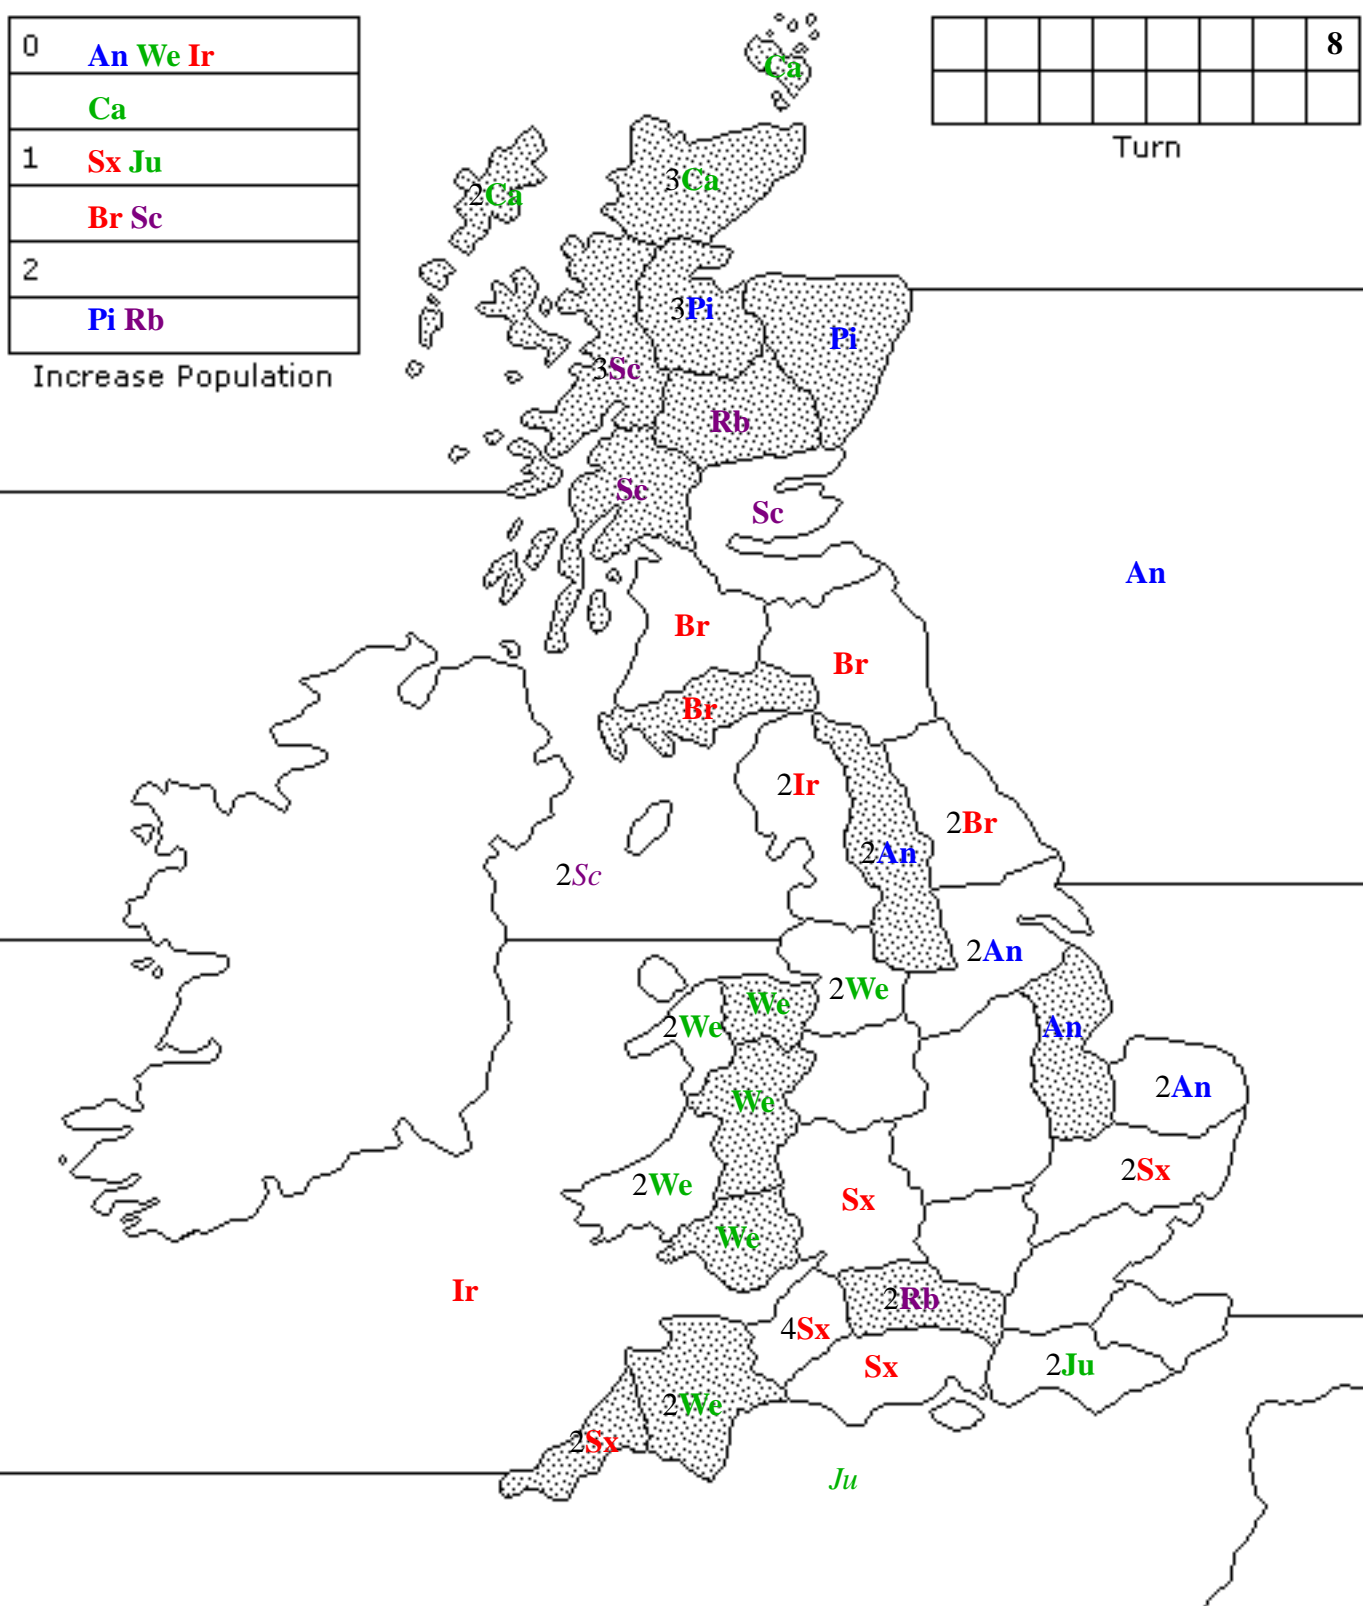 0 An We Ir
Ca
1 Sx Ju
Br Sc
2
Pi Rb
Increase Population
8
Turn
Ca
3Ca
2Ca
3Pi
Pi
3Sc
Rb
Sc
Sc
An
Br
Br
Br
2Ir
2Br
2An
2Sc
2An
2We
We
2We
An
2An
We
2Sx
2We
Sx
We
Ir
2Rb
4Sx
Sx
2Ju
2We
2Sx
Ju